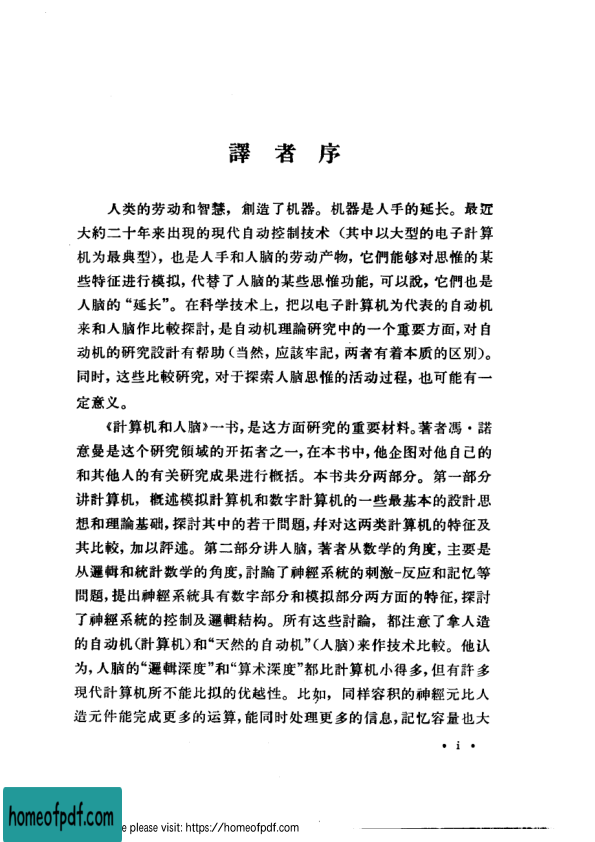 譯者序
人类的劳动和智慧，創造了机器。机器是人手的延长。最近
大約二十年来出現的現代自动控制技术（其中以大型的电子計算
机为最典型），也是人手和人脑的劳动产物，它們能够对思惟的某
些特征进行模拟，代替了人脑的某些思惟功能，可以說，它們也是
人脑的“延长”。在科学技术上，把以电子計算机为代表的自动机
来和人脑作比較探討，是自动机理論研究中的一个重要方面，对自
动机的研究設計有帮助（当然，应該牢記，两者有着本质的区別）。
同时，这些比較研究，对于探索人脑思惟的活动过程，也可能有一
定意义。
《計算机和人脑》一书，是这方面研究的重要材料。著者馮·諾
意曼是这个研究領域的开拓者之一，在本书中，他企图对他自己的
和其他人的有关研究成果进行概括。本书共分两部分。第一部分
讲計算机，概述模拟計算机和数字計算机的一些最基本的設計思
想和理論基础，探討其中的若干問題，幷对这两类計算机的特征及
其比較，加以評述。第二部分讲人脑，著者从数学的角度，主要是
从邏輯和統計数学的角度，討論了神經系統的刺激-反应和記忆等
問題，提出神經系統具有数字部分和模拟部分两方面的特征，探討
了神經系統的控制及邏輯結构。所有这些討論，都注意了拿人造
的自动机（計算机）和“天然的自动机”（人脑）来作技术比較。他认
为，人脑的“邏輯深度”和“算术深度”都比計算机小得多，但有許多
現代計算机所不能比拟的优越性。比如，同样容积的神經元比人
造元件能完成更多的运算，能同时处理更多的信息，記忆容量也大
• i •
homeofpdf.com
e please visit: https://homeofpdf.com